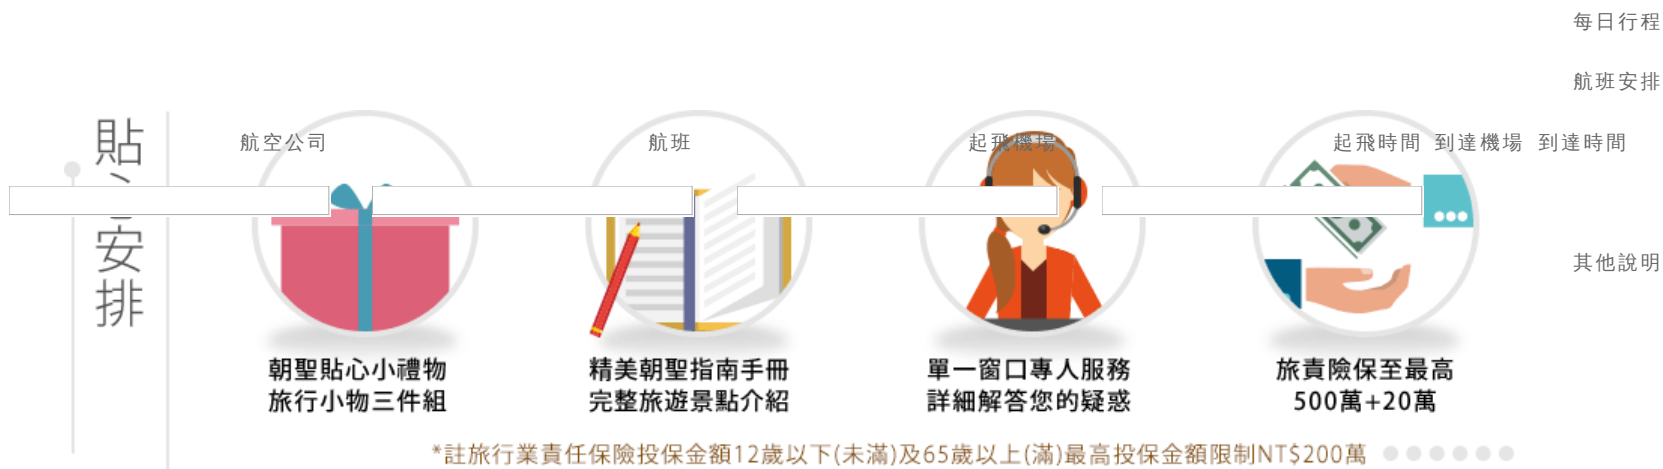 每日行程
航班安排
航空公司 航班 起飛機場 起飛時間 到達機場 到達時間
其他說明
貼心安排
朝聖貼心小禮物
旅行小物三件組
精美朝聖指南手冊
完整旅遊景點介紹
單一窗口專人服務
詳細解答您的疑惑
旅責險保至最高
500萬+20萬
*註旅行業責任保險投保金額12歲以下(未滿)及65歲以上(滿)最高投保金額限制NT$200萬